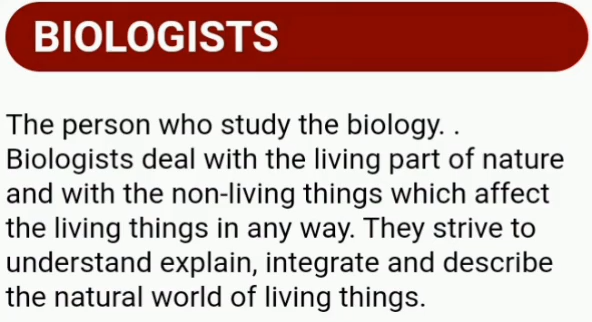 BIOLOGISTS
The person who study the biology. .
Biologists deal with the living part of nature
and with the non-living things which affect
the living things in any way. They strive to
understand explain, integrate and describe
the natural world of living things.